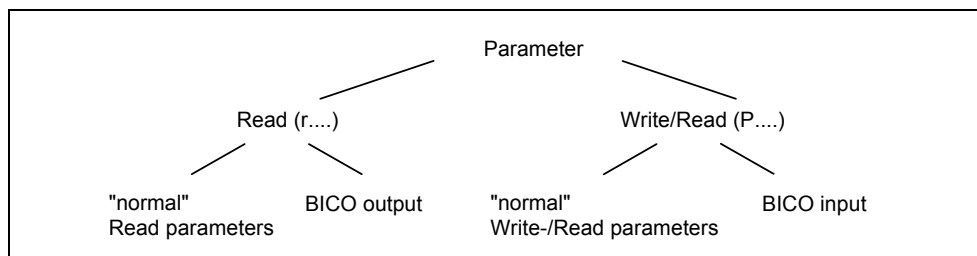 Parameter
Read (r....)
Write/Read (P....)
"normal"
Read parameters
BICO output
"normal"
Write-/Read parameters
BICO input